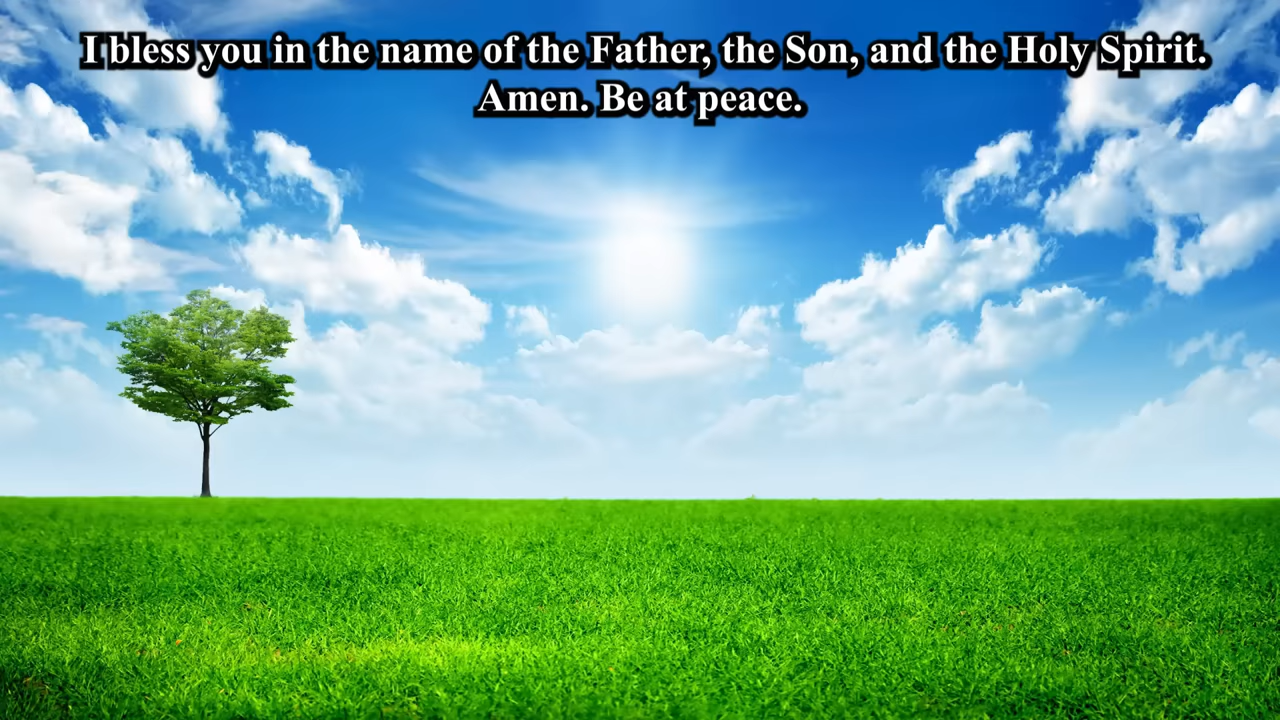 I bless you in the name of the Father, the Son, and the Holy Spirit.
Amen. Be at peace.